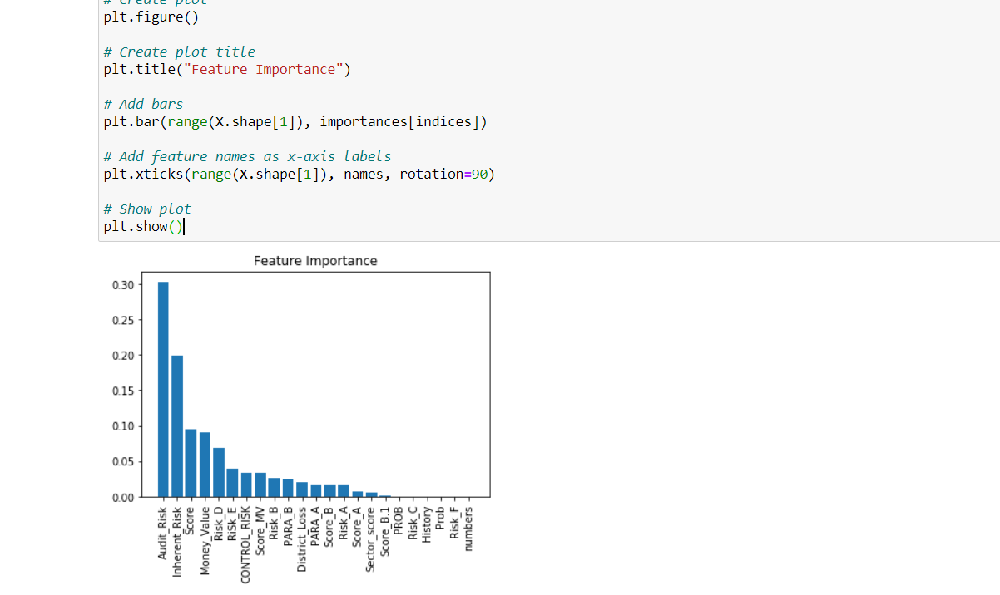 # Create plot
plt.figure()
# Create plot title
plt.title("Feature Importance")
# Add bars
plt.bar(range(X.shape[1]), importances[indices])
# Add feature names as x-axis labels
plt.xticks(range(X.shape[1]), names, rotation=90)
# Show plot
plt.show()
Feature Importance
0.30
0.25
0.20
0.15
0.10
0.05
0.00
Audit_Risk
Inherent_Risk
Score
Money_Value
Risk_D
RiSk_E
CONTROL_RISK
Score_MV
Risk_B
PARA_B
District_Loss
PARA_A
Score_B
Risk_A
Score_A
Sector_score
Score_B.1
PROB
Risk_C
History
Prob
Risk_F
numbers